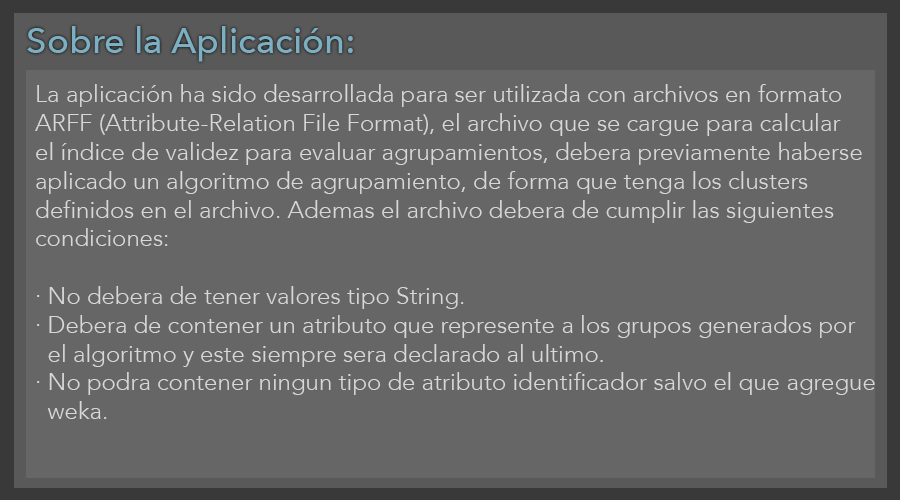 Sobre la Aplicación:
La aplicación ha sido desarrollada para ser utilizada con archivos en formato
ARFF (Attribute-Relation File Format), el archivo que se cargue para calcular
el índice de validez para evaluar agrupamientos, debera previamente haberse
aplicado un algoritmo de agrupamiento, de forma que tenga los clusters
definidos en el archivo. Ademas el archivo debera de cumplir las siguientes
condiciones:
· No debera de tener valores tipo String.
· Debera de contener un atributo que represente a los grupos generados por
el algoritmo y este siempre sera declarado al ultimo.
· No podra contener ningun tipo de atributo identificador salvo el que agregue
weka.